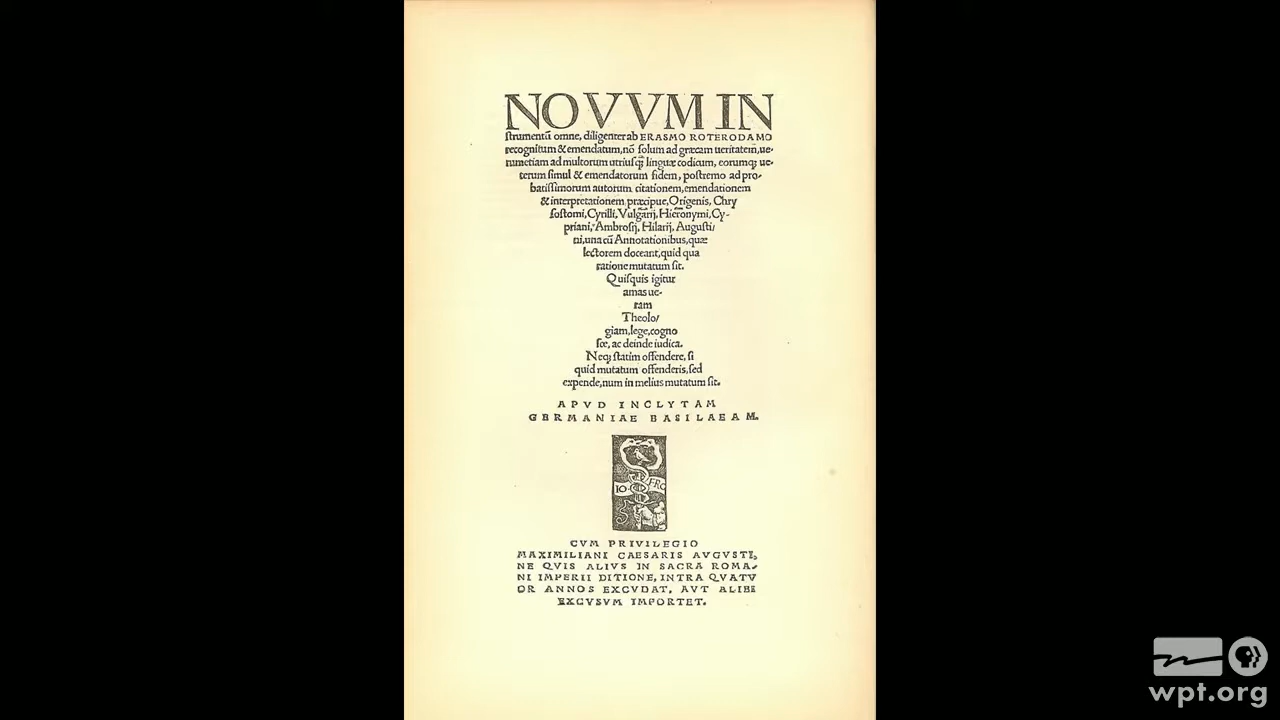 NOVVM IN
strumentū omne, diligenter ab ERASMO ROTERODAMO
recognitum & emendatum, nō solum ad græcam ueritatem, ue-
rumetiam ad multorum utriusq; linguæ codicum, eorumq; ue-
terum simul & emendatorum fidem, postremo ad pro-
batissimorum autorum citationem, emendationem
& interpretationem, præcipue, Origenis, Chry
sostomi, Cyrilli, Vulgarij, Hieronymi, Cy-
priani, Ambrosij, Hilarij, Augusti/
ni, una cū Annotationibus, quæ
lectorem doceant, quid qua
ratione mutatum sit.
Quisquis igitur
amas ue-
ram
Theolo/
giam, lege, cogno
sce, ac deinde iudica.
Neq; statim offendere, si
quid mutatum offenderis, sed
expende, num in melius mutatum sit.
APVD INCLYTAM
GERMANIAE BASILAEAM.
IO FRO
CVM PRIVILEGIO
MAXIMILIANI CAESARIS AVGVSTI,
NE QVIS ALIVS IN SACRA ROMA-
NI IMPERII DITIONE, INTRA QVATV
OR ANNOS EXCVDAT, AVT ALIBI
EXCVSVM IMPORTET.
wpt.org